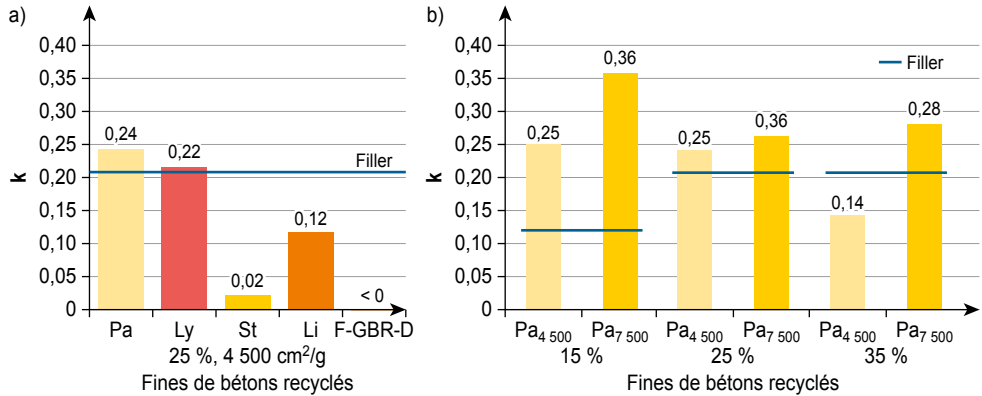 a)
0,40
0,35
0,30
0,25
0,20
0,15
0,10
0,05
0
k
0,24
0,22
0,02
0,12
< 0
Filler
Pa Ly St Li F-GBR-D
25 %, 4 500 cm²/g
Fines de bétons recyclés
b)
0,40
0,35
0,30
0,25
0,20
0,15
0,10
0,05
0
k
Filler
0,25
0,36
0,25
0,36
0,14
0,28
Pa4 500 Pa7 500 Pa4 500 Pa7 500 Pa4 500 Pa7 500
15 % 25 % 35 %
Fines de bétons recyclés